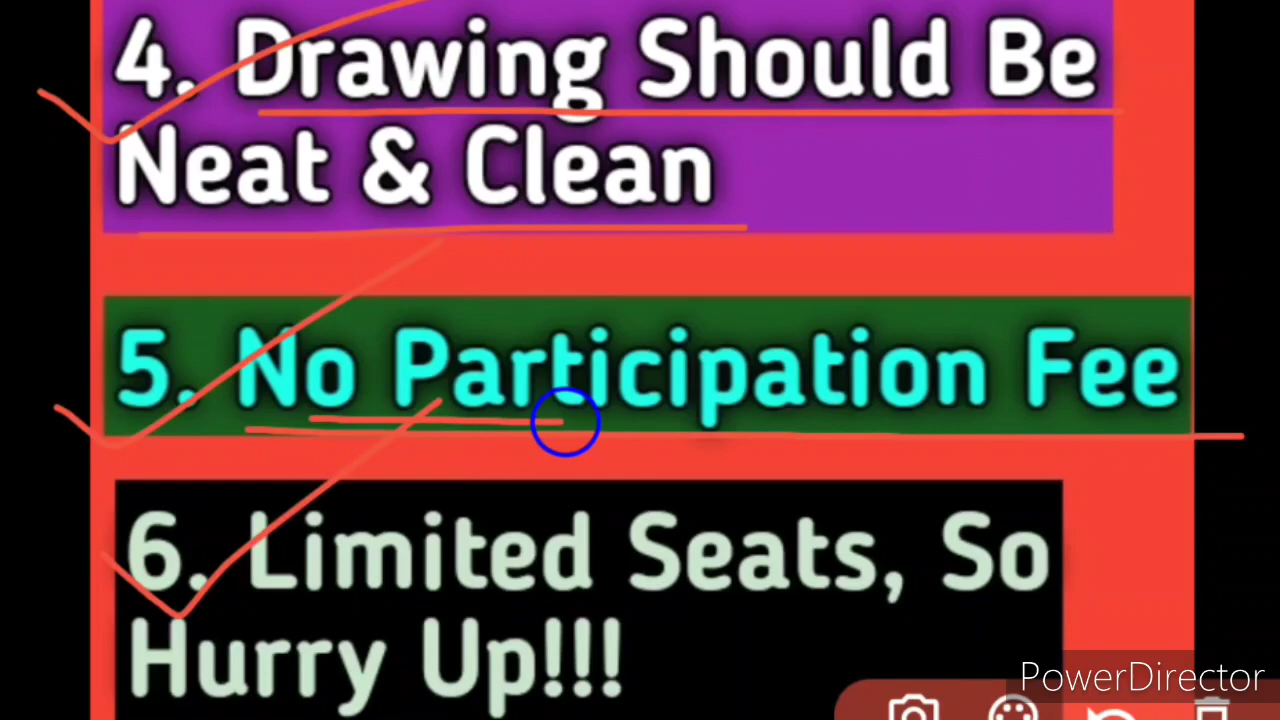 4. Drawing Should Be
Neat & Clean
5. No Participation Fee
6. Limited Seats, So
Hurry Up!!!
PowerDirector